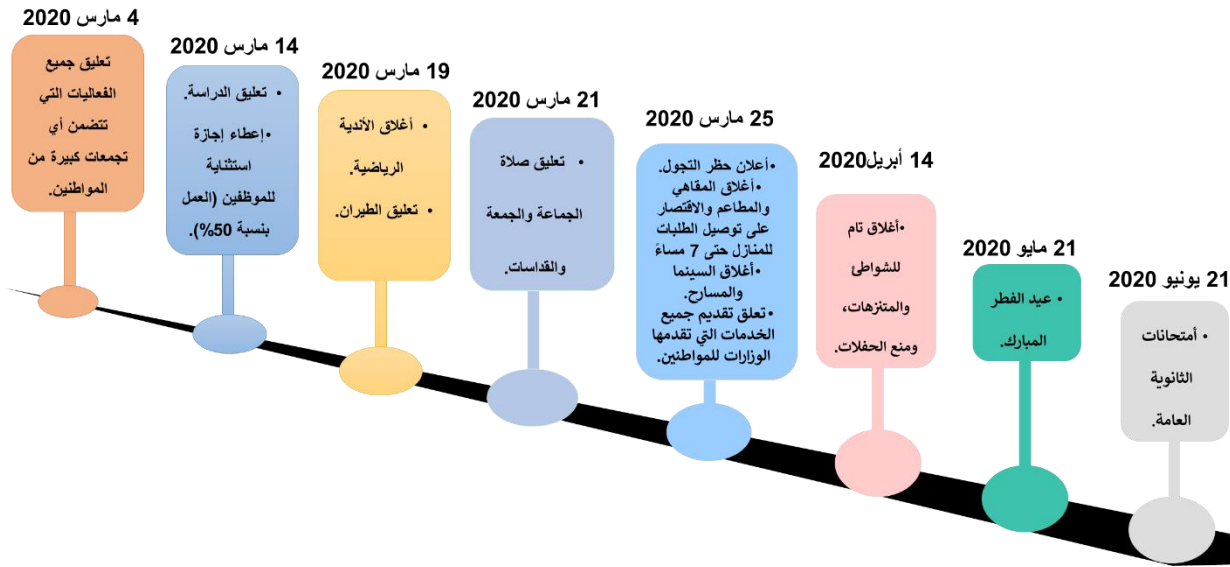 4 مارس 2020
تعليق جميع
الفعاليات التي
تتضمن أي
تجمعات كبيرة من
المواطنين.
14 مارس 2020
• تعليق الدراسة.
•إعطاء إجازة
استثناية
للموظفين (العمل
بنسبة 50%).
19 مارس 2020
• أغلاق الأندية
الرياضية.
• تعليق الطيران.
21 مارس 2020
• تعليق صلاة
الجماعة والجمعة
والقداسات.
25 مارس 2020
•أعلان حظر التجول.
•أغلاق المقاهي
والمطاعم والاقتصار
على توصيل الطلبات
للمنازل حتى 7 مساءً
•أغلاق السينما
والمسارح.
•تعلق تقديم جميع
الخدمات التي تقدمها
الوزارات للمواطنين.
14 أبريل2020
•أغلاق تام
للشواطئ
والمتنزهات،
ومنع الحفلات.
21 مايو 2020
• عيد الفطر
المبارك.
21 يونيو 2020
• أمتحانات
الثانوية
العامة.